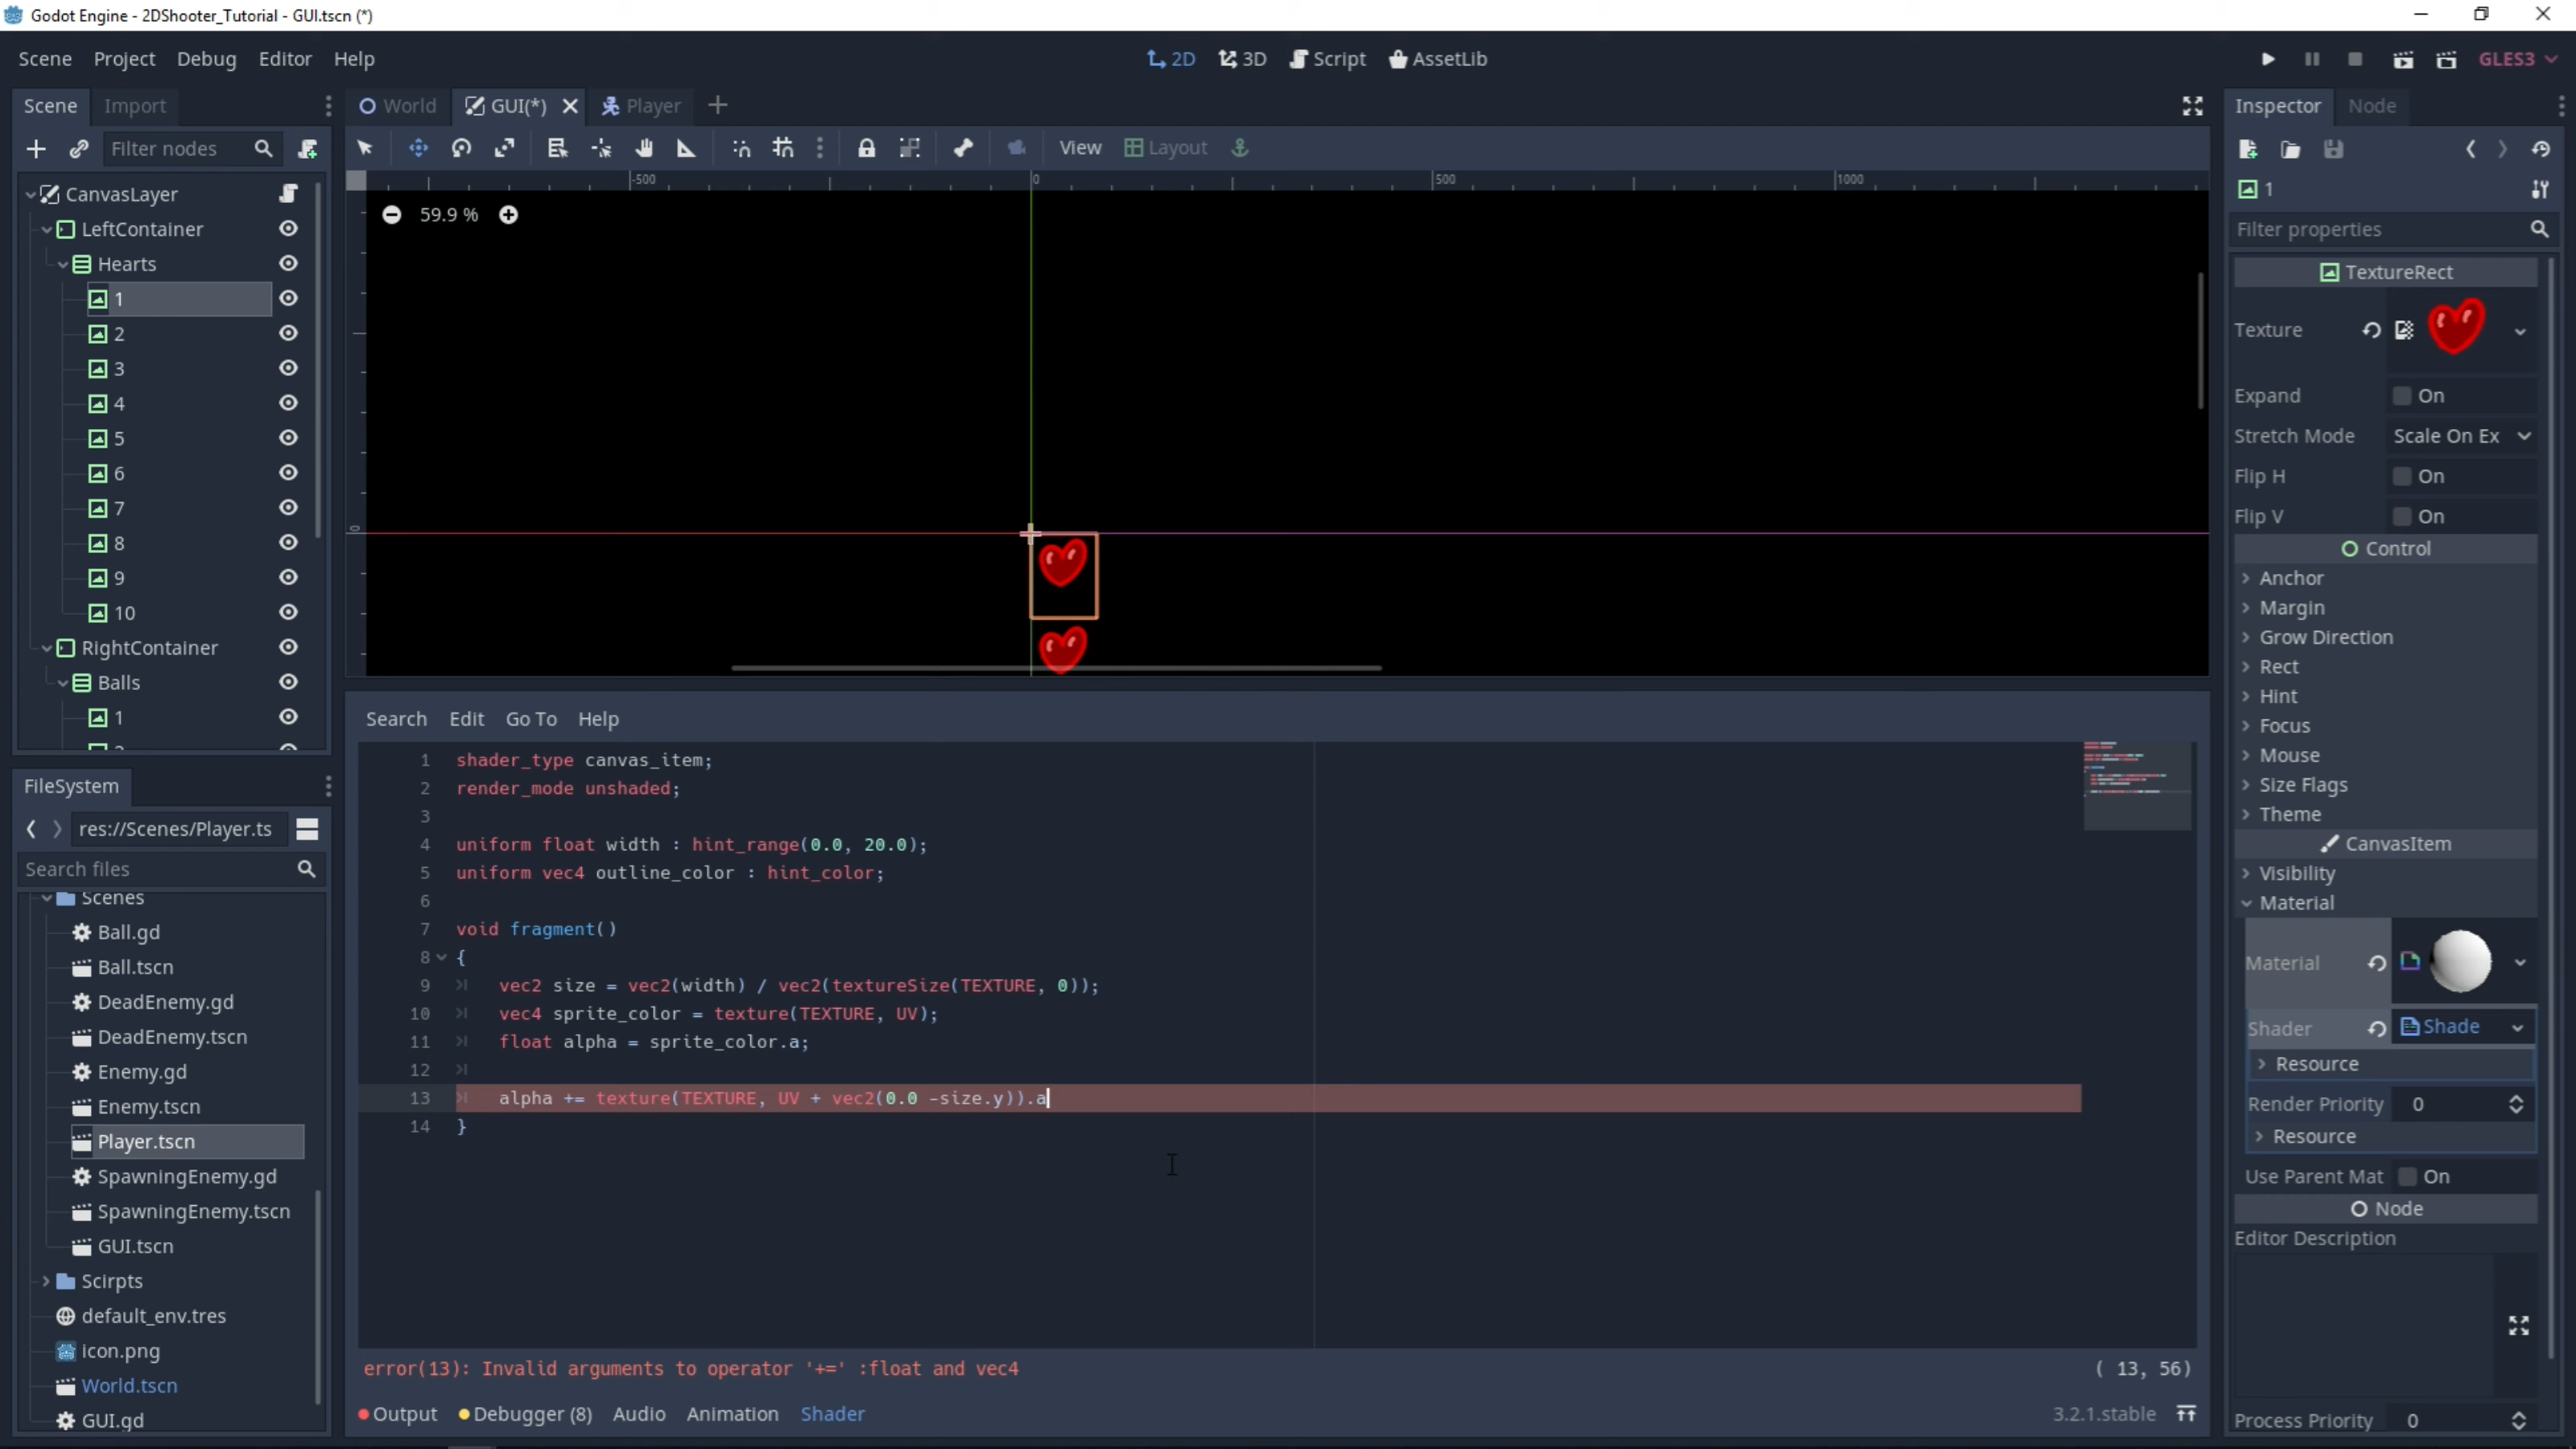 Godot Engine - 2DShooter_Tutorial - GUI.tscn (*)
Scene Project Debug Editor Help
2D 3D Script AssetLib
GLES3
Scene Import
World GUI(*) Player
Inspector Node
Filter nodes
View Layout
CanvasLayer
LeftContainer
Hearts
1
2
3
4
5
6
7
8
9
10
RightContainer
Balls
1
-500 0 500 1000
59.9 %
0
1
Filter properties
TextureRect
Texture
Expand On
Stretch Mode Scale On Ex
Flip H On
Flip V On
Control
Anchor
Margin
Grow Direction
Rect
Hint
Focus
Mouse
Size Flags
Theme
CanvasItem
Visibility
Material
Material
Shader Shade
Resource
Render Priority 0
Resource
Use Parent Mat On
Node
Editor Description
Process Priority 0
FileSystem
res://Scenes/Player.ts
Search files
Scenes
Ball.gd
Ball.tscn
DeadEnemy.gd
DeadEnemy.tscn
Enemy.gd
Enemy.tscn
Player.tscn
SpawningEnemy.gd
SpawningEnemy.tscn
GUI.tscn
Scirpts
default_env.tres
icon.png
World.tscn
GUI.gd
Search Edit Go To Help
1 shader_type canvas_item;
2 render_mode unshaded;
3
4 uniform float width : hint_range(0.0, 20.0);
5 uniform vec4 outline_color : hint_color;
6
7 void fragment()
8 {
9 vec2 size = vec2(width) / vec2(textureSize(TEXTURE, 0));
10 vec4 sprite_color = texture(TEXTURE, UV);
11 float alpha = sprite_color.a;
12
13 alpha += texture(TEXTURE, UV + vec2(0.0 -size.y)).a
14 }
error(13): Invalid arguments to operator '+=' :float and vec4
( 13, 56)
Output Debugger (8) Audio Animation Shader
3.2.1.stable